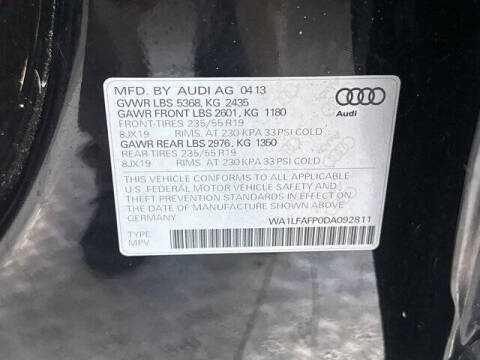 MFD. BY AUDI AG 04 13
GVWR LBS 5368, KG 2435
GAWR FRONT LBS 2601, KG 1180
FRONT-TIRES 235/55 R19
8JX19 RIMS. AT 230 KPA 33 PSI COLD
GAWR REAR LBS 2976, KG 1350
REAR-TIRES 235/55 R19
8JX19 RIMS. AT 230 KPA 33 PSI COLD
Audi
THIS VEHICLE CONFORMS TO ALL APPLICABLE
U.S. FEDERAL MOTOR VEHICLE SAFETY AND
THEFT PREVENTION STANDARDS IN EFFECT ON
DATE OF MANUFACTURE SHOWN ABOVE
GERMANY
WA1LFAFP0DA092811
TYPE:
MPV